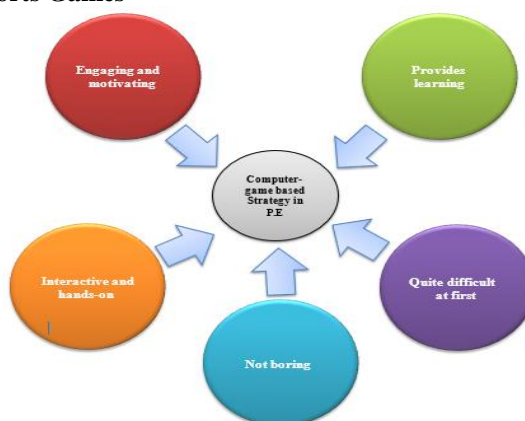 Games
Engaging and
motivating
Provides
learning
Computer-
game based
Strategy in
P.E
Interactive and
hands-on
Quite difficult
at first
Not boring